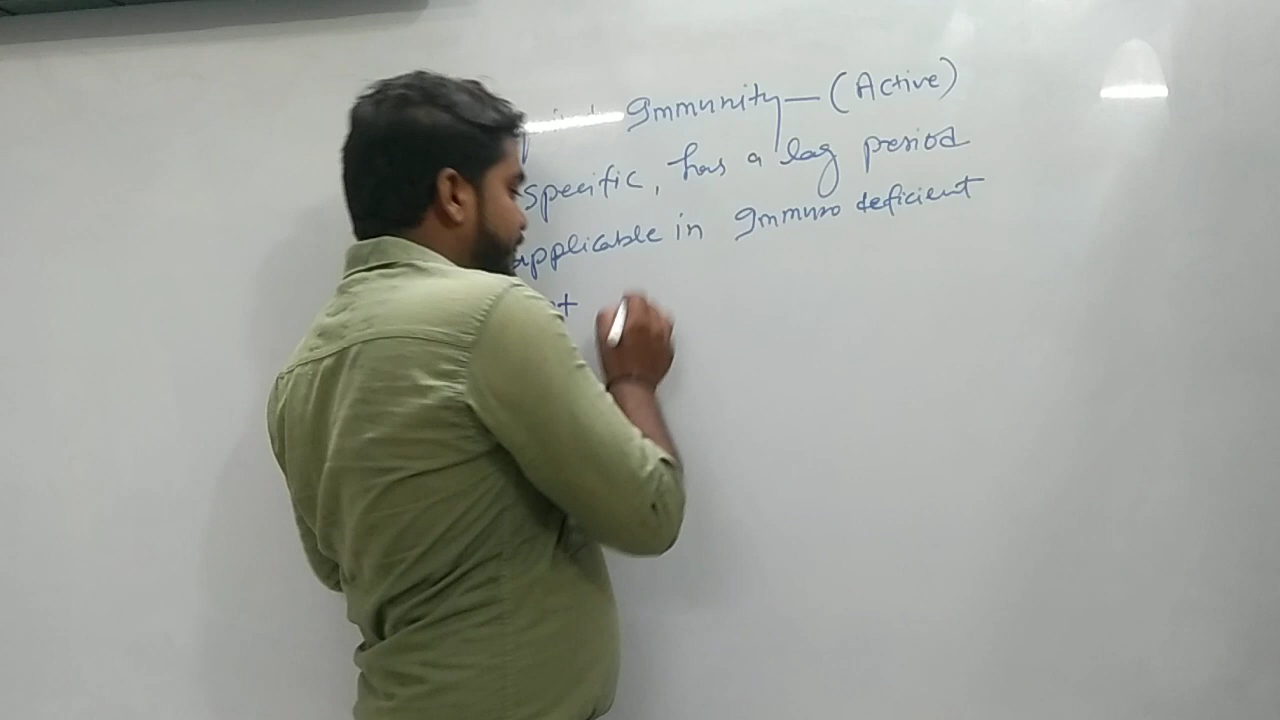 Immunity — (Active)
specific, has a lag period
applicable in Immuno deficient